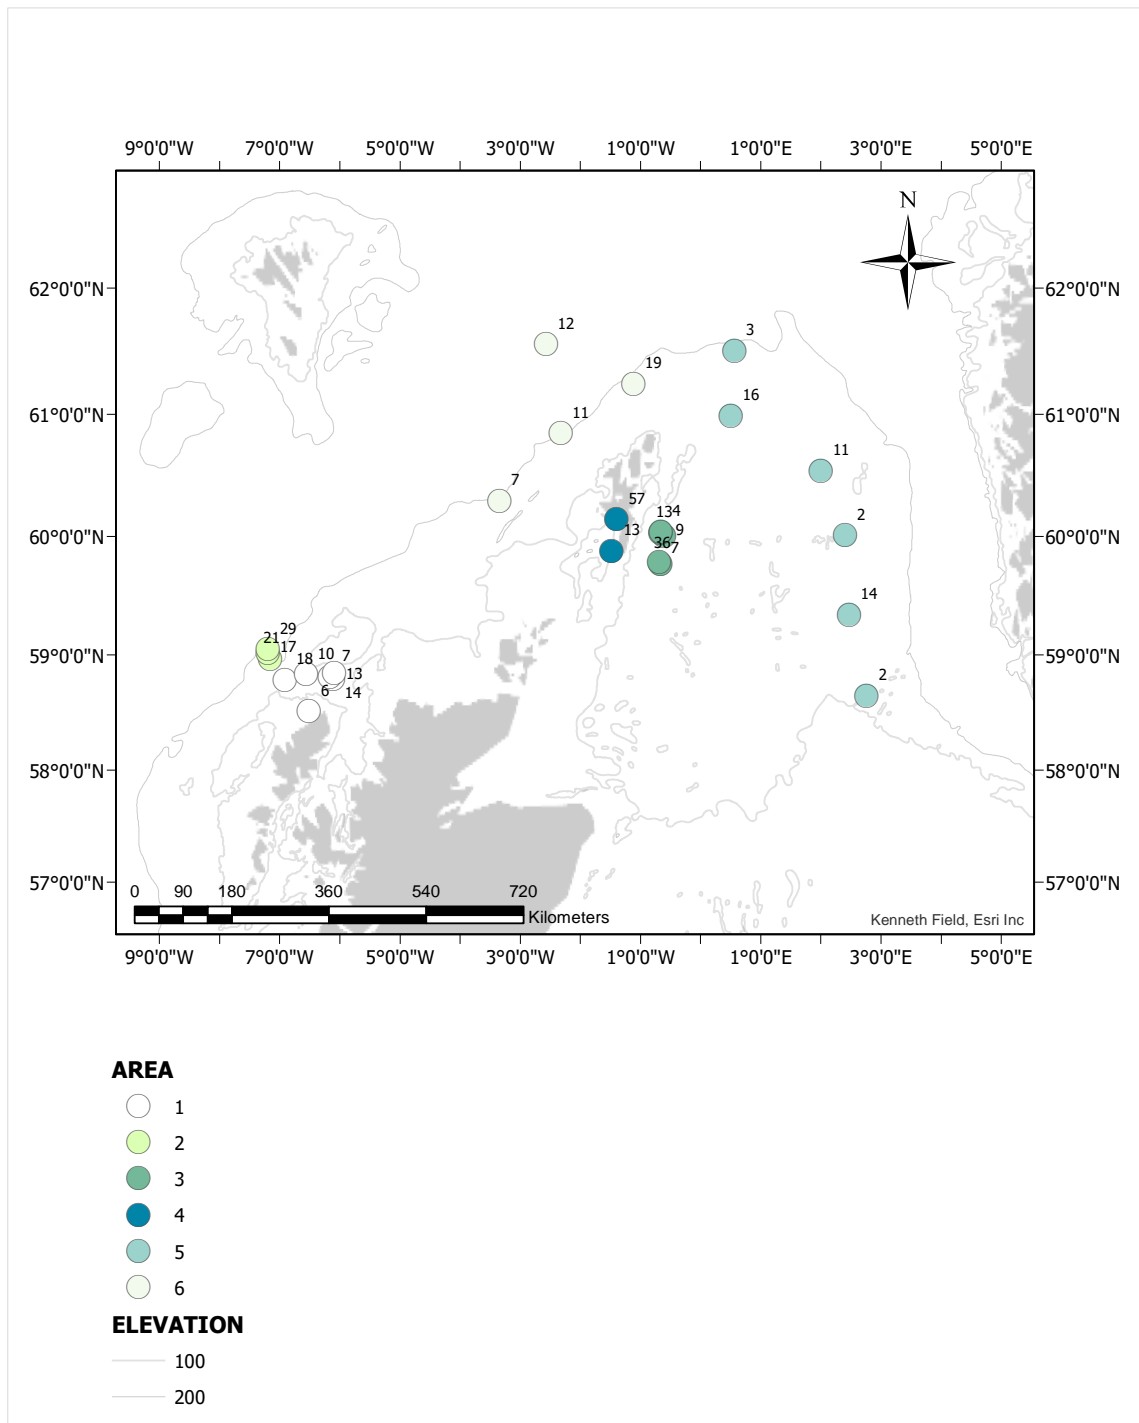 9°0'0"W 7°0'0"W 5°0'0"W 3°0'0"W 1°0'0"W 1°0'0"E 3°0'0"E 5°0'0"E
N
62°0'0"N 62°0'0"N
12
3
19
16
61°0'0"N 61°0'0"N
11
11
7
57
134
2
13
9
60°0'0"N 60°0'0"N
36
7
14
29
21
17
59°0'0"N 59°0'0"N
18
10
7
13
6
14
2
58°0'0"N 58°0'0"N
57°0'0"N 57°0'0"N
0 90 180 360 540 720
Kilometers
Kenneth Field, Esri Inc
9°0'0"W 7°0'0"W 5°0'0"W 3°0'0"W 1°0'0"W 1°0'0"E 3°0'0"E 5°0'0"E
AREA
1
2
3
4
5
6
ELEVATION
100
200